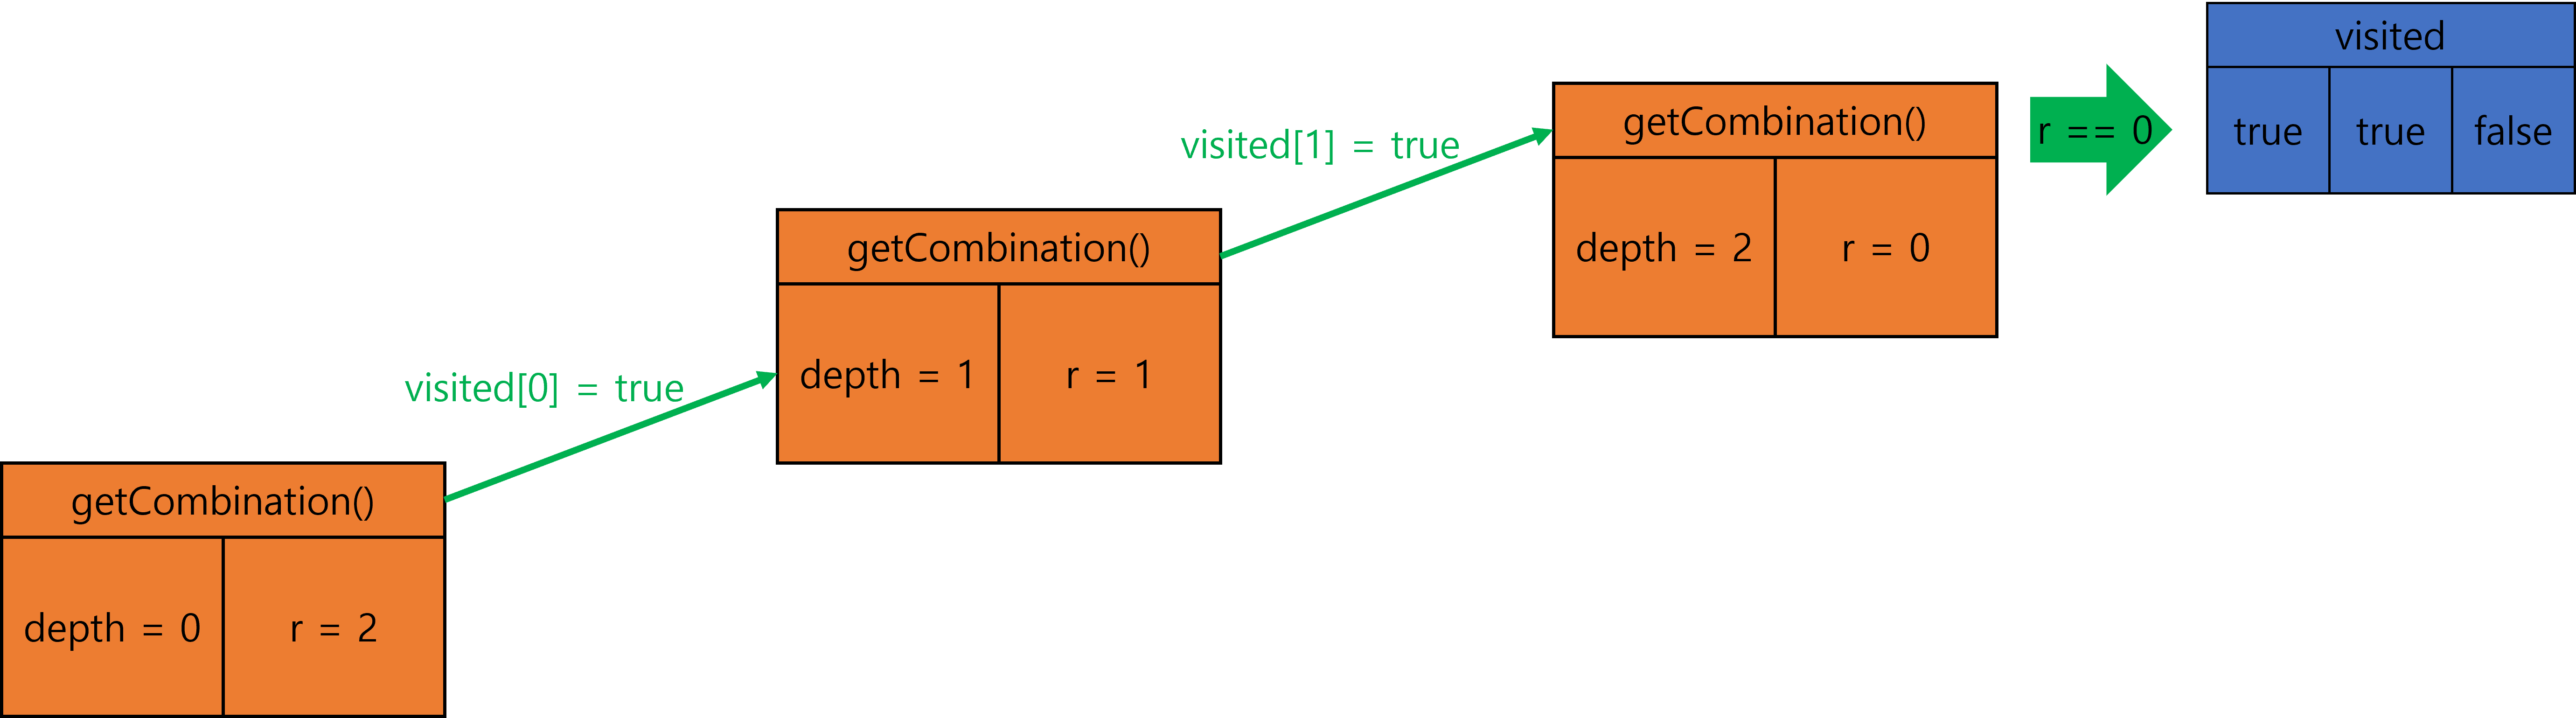 visited
true true false
r == 0
getCombination()
depth = 2 r = 0
visited[1] = true
getCombination()
depth = 1 r = 1
visited[0] = true
getCombination()
depth = 0 r = 2